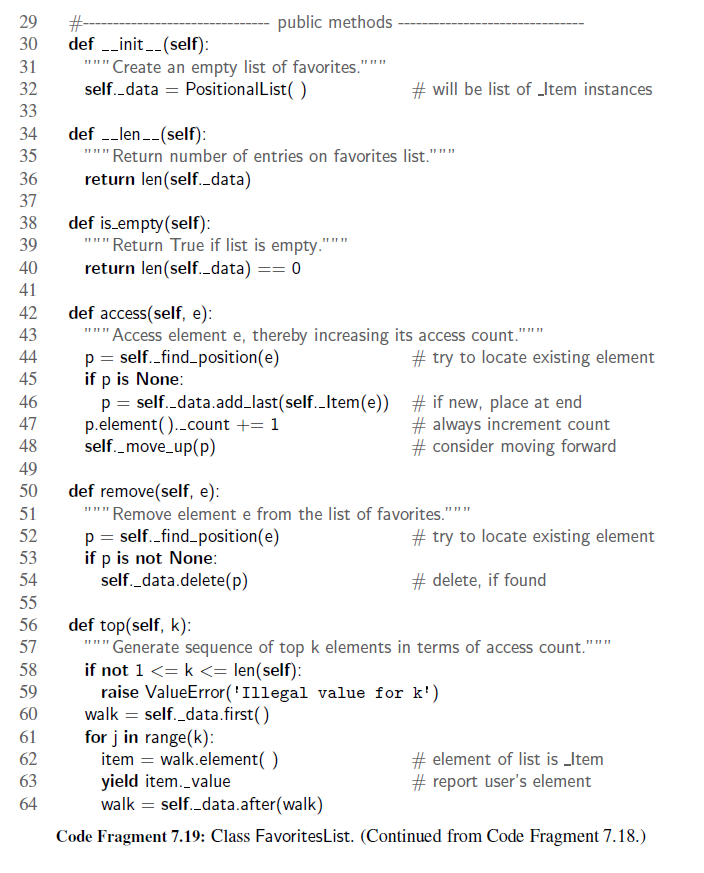 29 #------------------------------ public methods ------------------------------
30 def __init__(self):
31 """Create an empty list of favorites."""
32 self._data = PositionalList( ) # will be list of _Item instances
33
34 def __len__(self):
35 """Return number of entries on favorites list."""
36 return len(self._data)
37
38 def is_empty(self):
39 """Return True if list is empty."""
40 return len(self._data) == 0
41
42 def access(self, e):
43 """Access element e, thereby increasing its access count."""
44 p = self._find_position(e) # try to locate existing element
45 if p is None:
46 p = self._data.add_last(self._Item(e)) # if new, place at end
47 p.element()._count += 1 # always increment count
48 self._move_up(p) # consider moving forward
49
50 def remove(self, e):
51 """Remove element e from the list of favorites."""
52 p = self._find_position(e) # try to locate existing element
53 if p is not None:
54 self._data.delete(p) # delete, if found
55
56 def top(self, k):
57 """Generate sequence of top k elements in terms of access count."""
58 if not 1 <= k <= len(self):
59 raise ValueError('Illegal value for k')
60 walk = self._data.first()
61 for j in range(k):
62 item = walk.element( ) # element of list is _Item
63 yield item._value # report user's element
64 walk = self._data.after(walk)
Code Fragment 7.19: Class FavoritesList. (Continued from Code Fragment 7.18.)